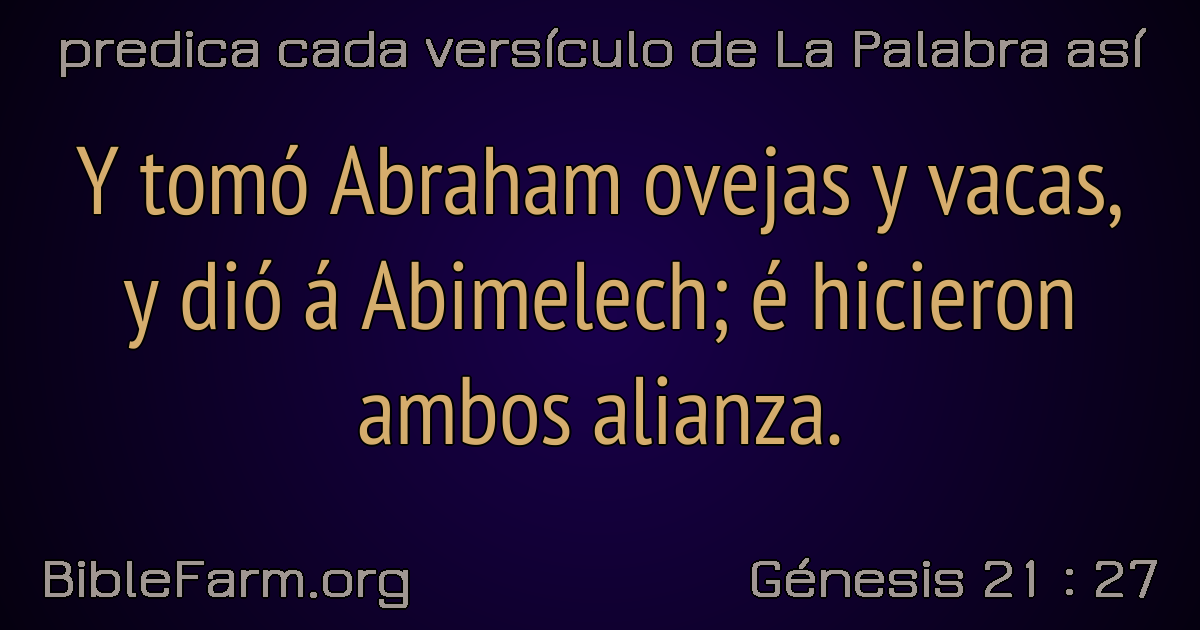 predica cada versículo de La Palabra así
Y tomó Abraham ovejas y vacas,
y dió á Abimelech; é hicieron
ambos alianza.
BibleFarm.org
Génesis 21 : 27